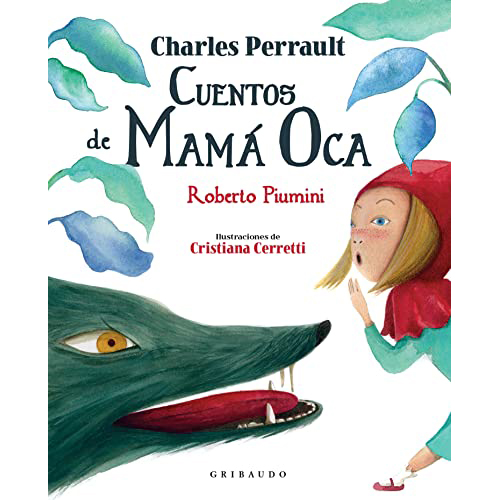 Charles Perrault
CUENTOS
de MAMÁ OCA
Roberto Piumini
Ilustraciones de
Cristiana Cerretti
GRIBAUDO